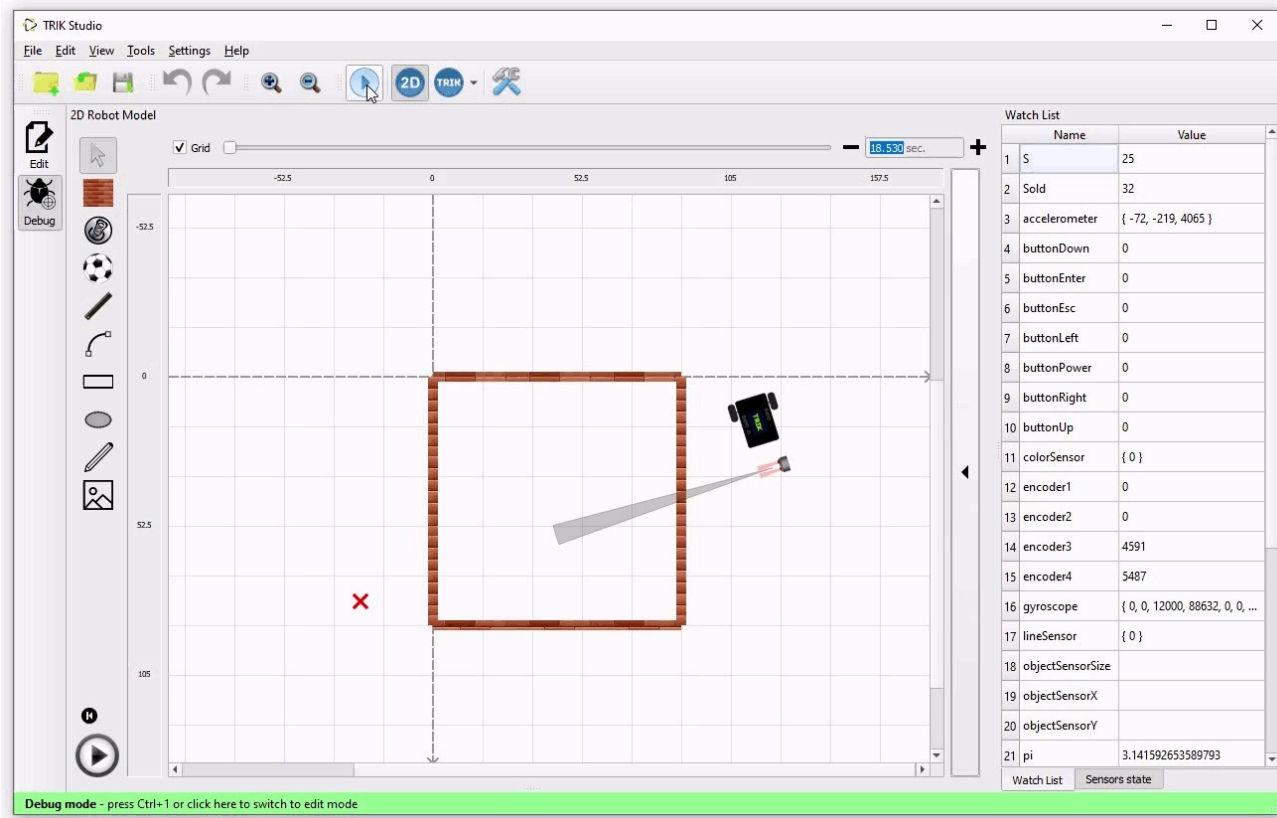 TRIK Studio
File Edit View Tools Settings Help
2D TRIK
2D Robot Model
Watch List
Edit
Debug
Grid
18.530 sec.
-52.5 0 52.5 105 157.5
-52.5
0
52.5
105
TRIK
Name Value
1 S 25
2 Sold 32
3 accelerometer { -72, -219, 4065 }
4 buttonDown 0
5 buttonEnter 0
6 buttonEsc 0
7 buttonLeft 0
8 buttonPower 0
9 buttonRight 0
10 buttonUp 0
11 colorSensor { 0 }
12 encoder1 0
13 encoder2 0
14 encoder3 4591
15 encoder4 5487
16 gyroscope { 0, 0, 12000, 88632, 0, 0, ...
17 lineSensor { 0 }
18 objectSensorSize
19 objectSensorX
20 objectSensorY
21 pi 3.141592653589793
Watch List Sensors state
Debug mode - press Ctrl+1 or click here to switch to edit mode